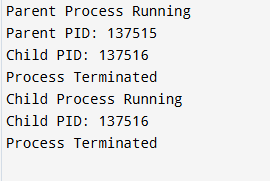 Parent Process Running
Parent PID: 137515
Child PID: 137516
Process Terminated
Child Process Running
Child PID: 137516
Process Terminated